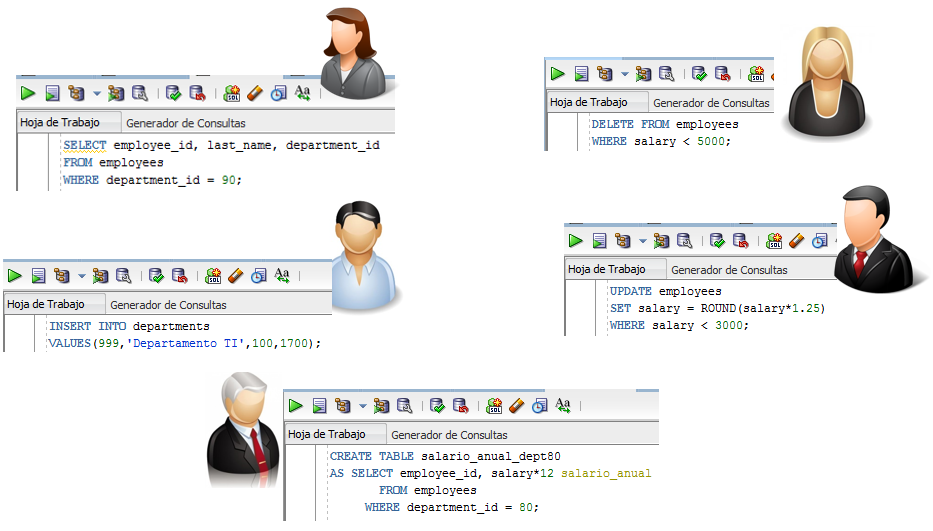 Hoja de Trabajo Generador de Consultas
SELECT employee_id, last_name, department_id
FROM employees
WHERE department_id = 90;
Hoja de Trabajo Generador de Consultas
DELETE FROM employees
WHERE salary < 5000;
Hoja de Trabajo Generador de Consultas
INSERT INTO departments
VALUES(999,'Departamento TI',100,1700);
Hoja de Trabajo Generador de Consultas
UPDATE employees
SET salary = ROUND(salary*1.25)
WHERE salary < 3000;
Hoja de Trabajo Generador de Consultas
CREATE TABLE salario_anual_dept80
AS SELECT employee_id, salary*12 salario_anual
FROM employees
WHERE department_id = 80;